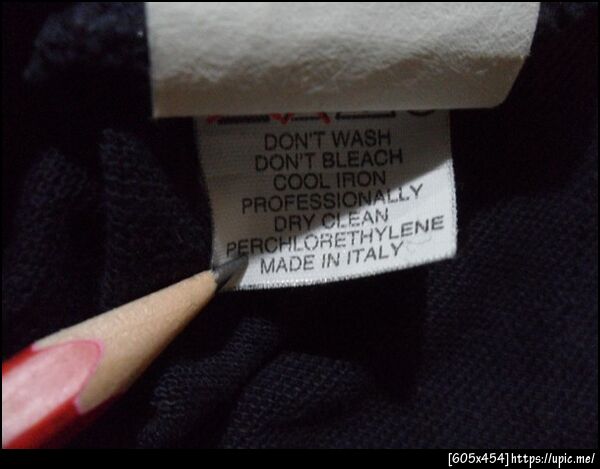 DON'T WASH
DON'T BLEACH
COOL IRON
PROFESSIONALLY
DRY CLEAN
PERCHLORETHYLENE
MADE IN ITALY
[605x454]https://upic.me/